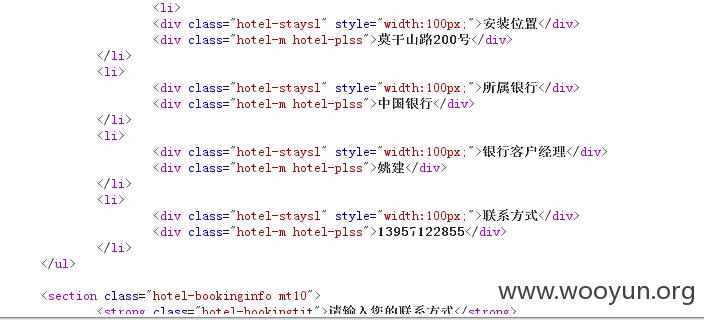 <li>
<div class="hotel-staysl" style="width:100px;">安装位置</div>
<div class="hotel-m hotel-plss">莫干山路200号</div>
</li>
<li>
<div class="hotel-staysl" style="width:100px;">所属银行</div>
<div class="hotel-m hotel-plss">中国银行</div>
</li>
<li>
<div class="hotel-staysl" style="width:100px;">银行客户经理</div>
<div class="hotel-m hotel-plss">姚建</div>
</li>
<li>
<div class="hotel-staysl" style="width:100px;">联系方式</div>
<div class="hotel-m hotel-plss">13957122855</div>
</li>
</ul>
<section class="hotel-bookinginfo mt10">
www.wooyun.org
<strong class="hotel-bookingtit">请输入您的联系方式</strong>